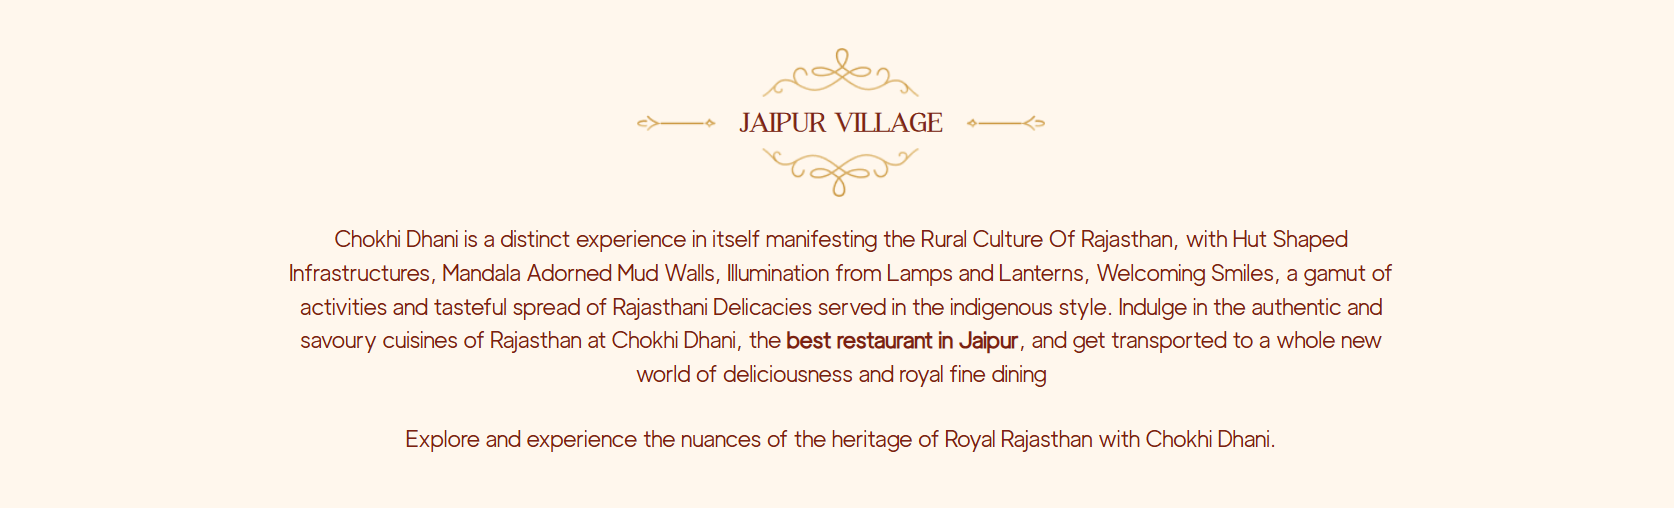 JAIPUR VILLAGE
Chokhi Dhani is a distinct experience in itself manifesting the Rural Culture Of Rajasthan, with Hut Shaped
Infrastructures, Mandala Adorned Mud Walls, Illumination from Lamps and Lanterns, Welcoming Smiles, a gamut of
activities and tasteful spread of Rajasthani Delicacies served in the indigenous style. Indulge in the authentic and
savoury cuisines of Rajasthan at Chokhi Dhani, the best restaurant in Jaipur, and get transported to a whole new
world of deliciousness and royal fine dining
Explore and experience the nuances of the heritage of Royal Rajasthan with Chokhi Dhani.